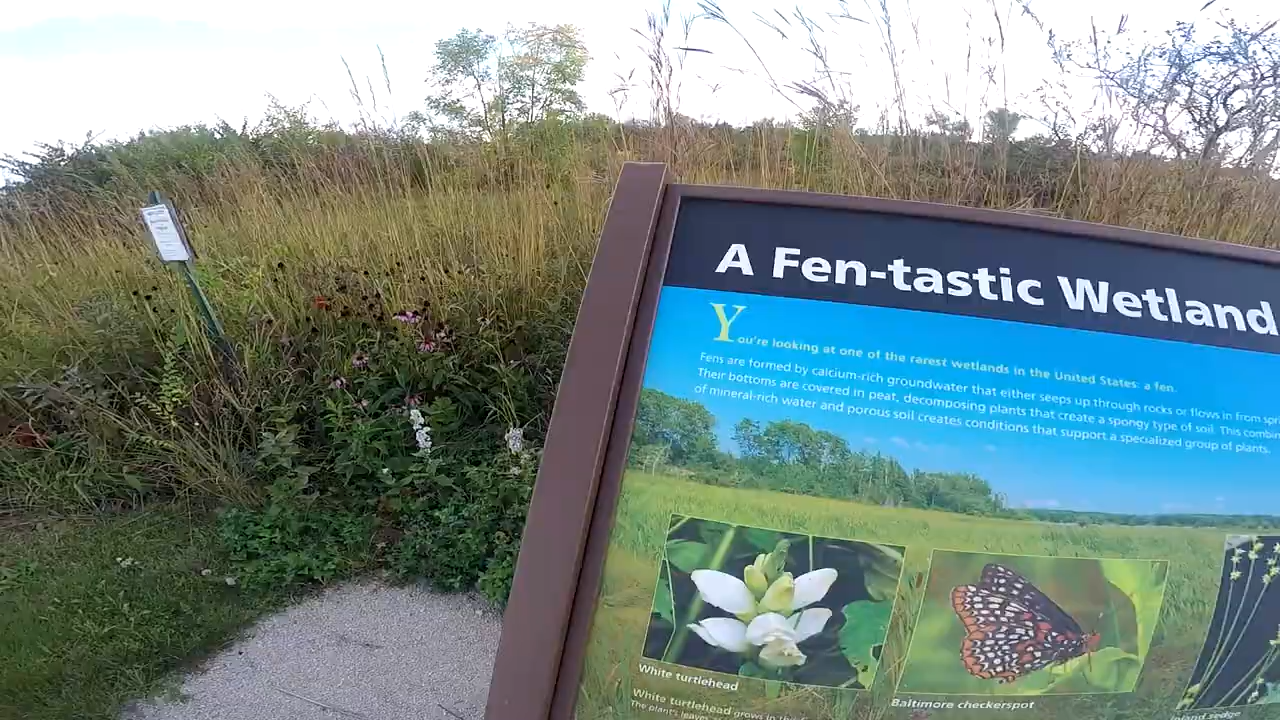 A Fen-tastic Wetland
You're looking at one of the rarest wetlands in the United States: a fen.
Fens are formed by calcium-rich groundwater that either seeps up through rocks or flows in from
Their bottoms are covered in peat, decomposing plants that create a spongy type of soil. This
of mineral-rich water and porous soil creates conditions that support a specialized group of plants.
White turtlehead
Baltimore checkerspot
White turtlehead grows in
The plant's leaves